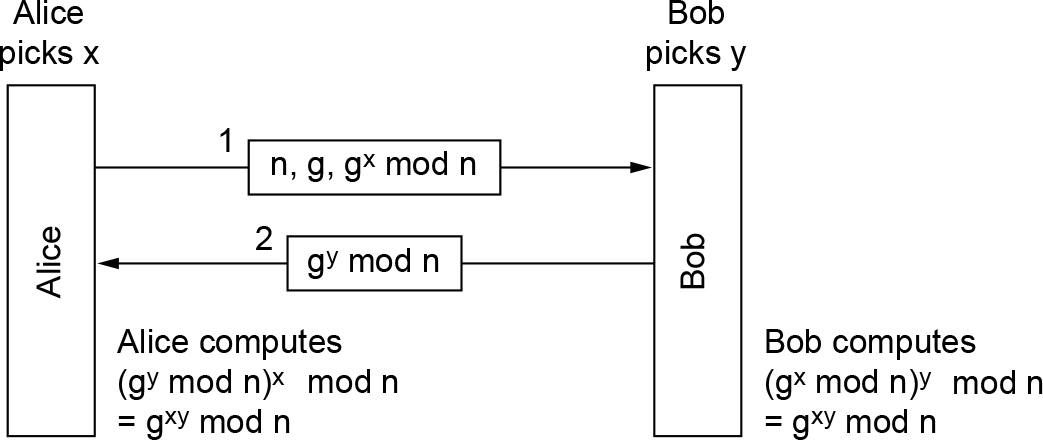 Alice
picks x
Bob
picks y
1
n, g, gˣ mod n
2
gʸ mod n
Alice
Bob
Alice computes
(gʸ mod n)ˣ mod n
= gˣʸ mod n
Bob computes
(gˣ mod n)ʸ mod n
= gˣʸ mod n